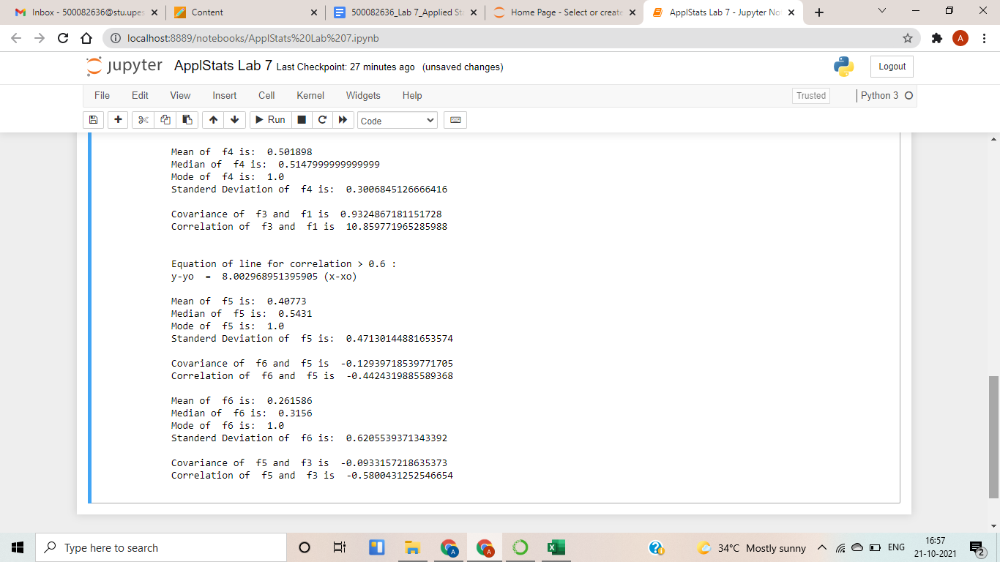 Inbox - 500082636@stu.upes
Content
500082636_Lab 7_Applied Sta
Home Page - Select or create
ApplStats Lab 7 - Jupyter No
localhost:8889/notebooks/ApplStats%20Lab%207.ipynb
A
jupyter ApplStats Lab 7 Last Checkpoint: 27 minutes ago (unsaved changes)
Logout
File Edit View Insert Cell Kernel Widgets Help
Trusted
Python 3
Run
Code
Mean of  f4 is:  0.501898
Median of  f4 is:  0.5147999999999999
Mode of  f4 is:  1.0
Standerd Deviation of  f4 is:  0.3006845126666416
Covariance of  f3 and  f1 is  0.9324867181151728
Correlation of  f3 and  f1 is  10.859771965285988
Equation of line for correlation > 0.6 :
y-yo  =  8.002968951395905 (x-xo)
Mean of  f5 is:  0.40773
Median of  f5 is:  0.5431
Mode of  f5 is:  1.0
Standerd Deviation of  f5 is:  0.47130144881653574
Covariance of  f6 and  f5 is  -0.12939718539771705
Correlation of  f6 and  f5 is  -0.4424319885589368
Mean of  f6 is:  0.261586
Median of  f6 is:  0.3156
Mode of  f6 is:  1.0
Standerd Deviation of  f6 is:  0.6205539371343392
Covariance of  f5 and  f3 is  -0.0933157218635373
Correlation of  f5 and  f3 is  -0.5800431252546654
Type here to search
A
A
34°C Mostly sunny
ENG
16:57
21-10-2021
2